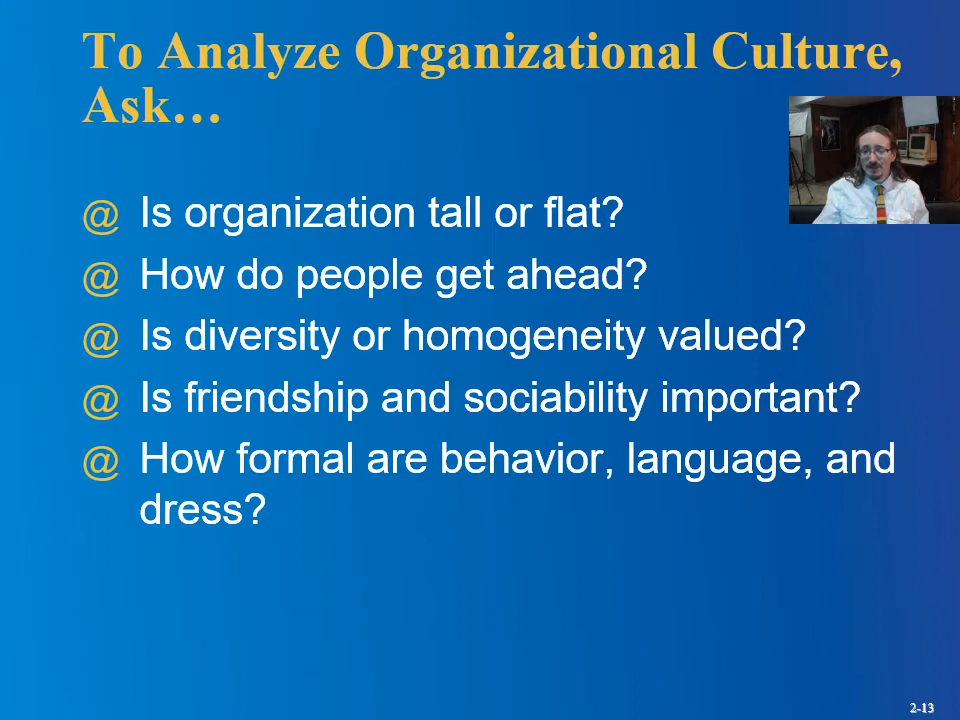 To Analyze Organizational Culture,
Ask…
@ Is organization tall or flat?
@ How do people get ahead?
@ Is diversity or homogeneity valued?
@ Is friendship and sociability important?
@ How formal are behavior, language, and
dress?
2-13